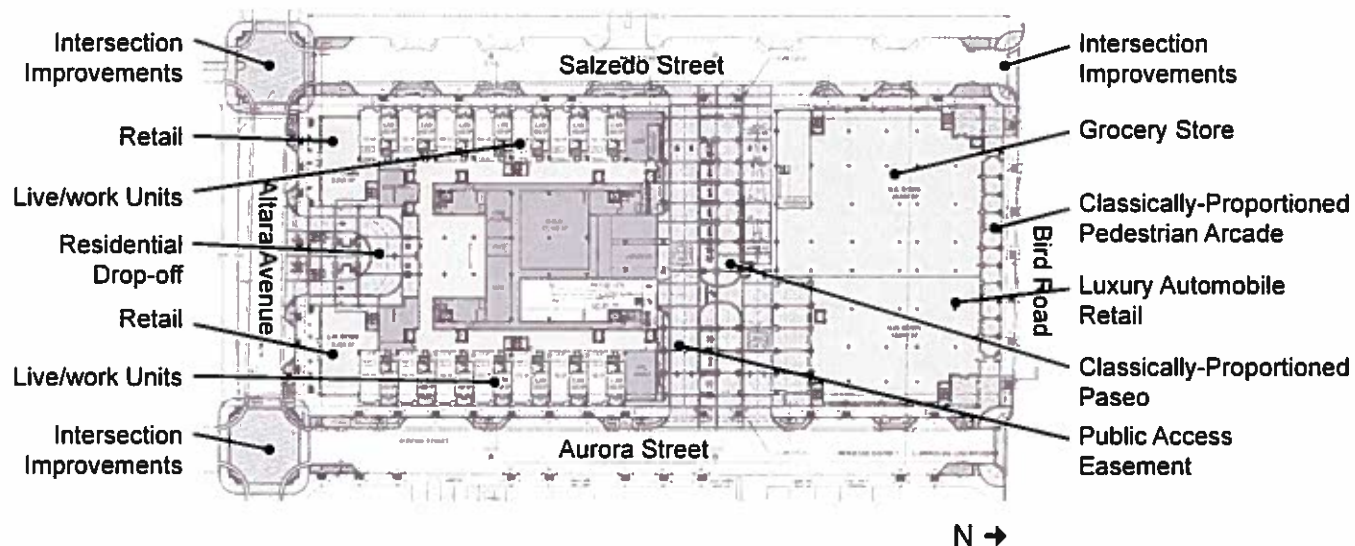 Intersection
Improvements
Retail
Live/work Units
Residential
Drop-off
Retail
Live/work Units
Intersection
Improvements
Salzedo Street
Altara Avenue
Bird Road
Aurora Street
Intersection
Improvements
Grocery Store
Classically-Proportioned
Pedestrian Arcade
Luxury Automobile
Retail
Classically-Proportioned
Paseo
Public Access
Easement
N